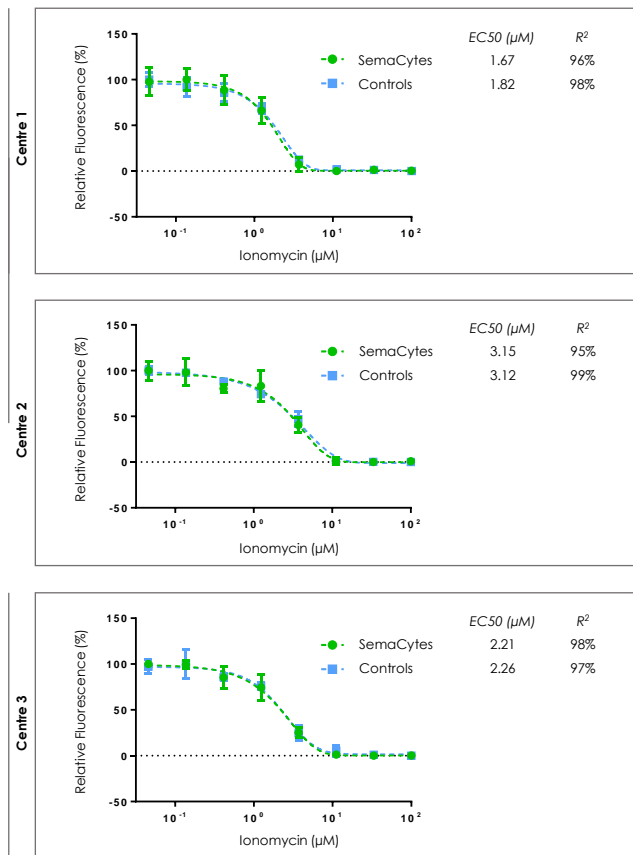 Centre 1
Relative Fluorescence (%)
150
100
50
0
-50
10⁻¹ 10⁰ 10¹ 10²
Ionomycin (µM)
EC50 (µM) R²
SemaCytes 1.67 96%
Controls 1.82 98%
Centre 2
Relative Fluorescence (%)
150
100
50
0
-50
10⁻¹ 10⁰ 10¹ 10²
Ionomycin (µM)
EC50 (µM) R²
SemaCytes 3.15 95%
Controls 3.12 99%
Centre 3
Relative Fluorescence (%)
150
100
50
0
-50
10⁻¹ 10⁰ 10¹ 10²
Ionomycin (µM)
EC50 (µM) R²
SemaCytes 2.21 98%
Controls 2.26 97%